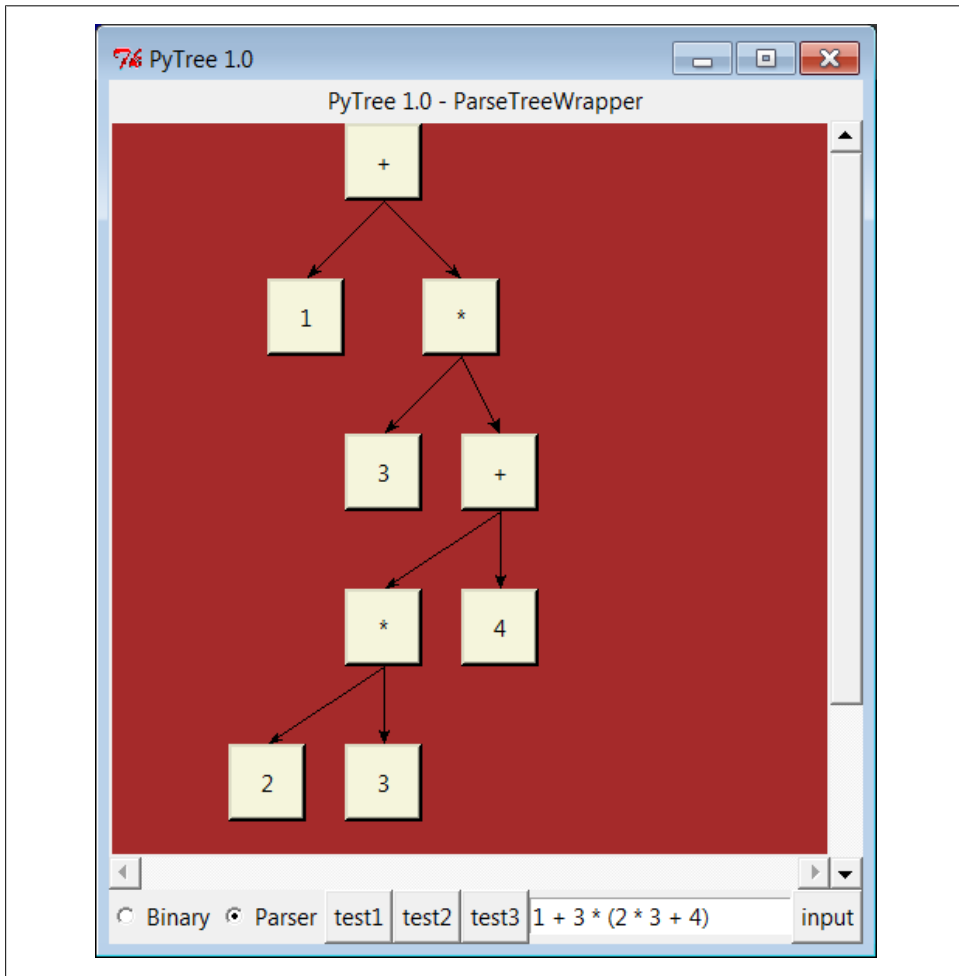 PyTree 1.0
PyTree 1.0 - ParseTreeWrapper
+
1 *
3 +
* 4
2 3
Binary Parser test1 test2 test3 1 + 3 * (2 * 3 + 4) input